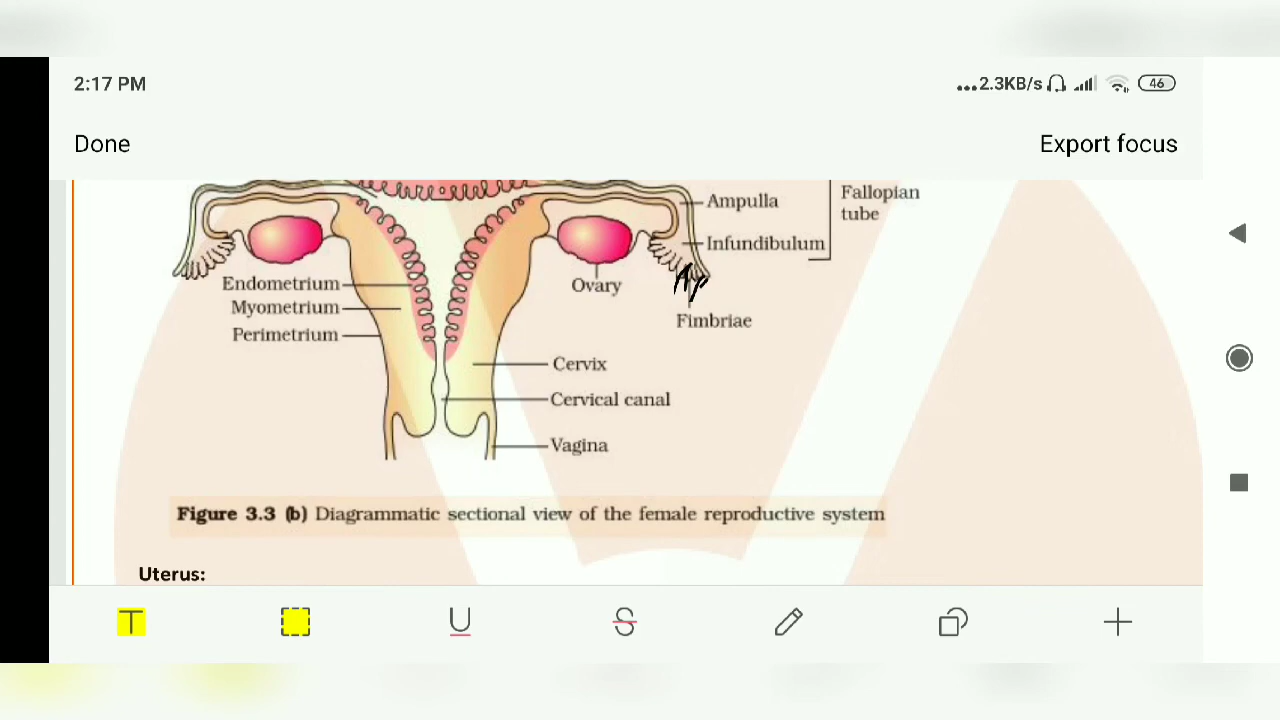 2:17 PM
...2.3KB/s
46
Done
Export focus
Ampulla
Fallopian
tube
Infundibulum
Endometrium
Ovary
Myometrium
Fimbriae
Perimetrium
Cervix
Cervical canal
Vagina
Figure 3.3 (b) Diagrammatic sectional view of the female reproductive system
Uterus:
T
U
S